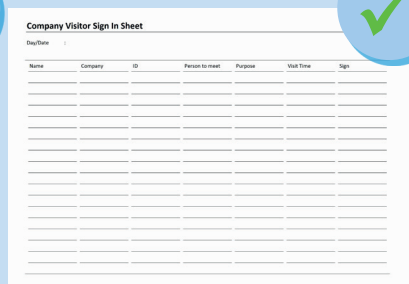 Company Visitor Sign In Sheet
Day/Date :
Name Company ID Person to meet Purpose Visit Time Sign